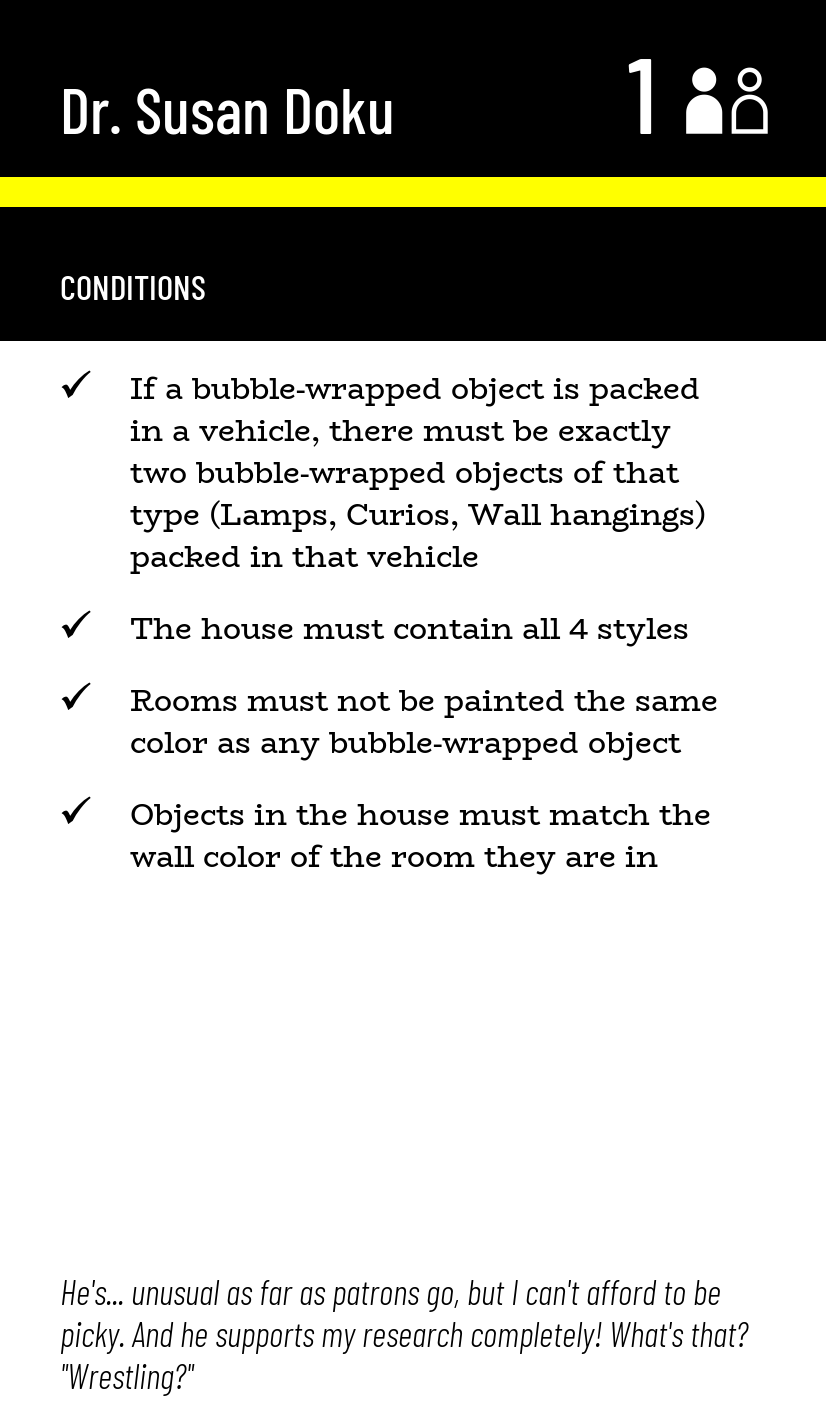 Dr. Susan Doku
1
CONDITIONS
✓ If a bubble-wrapped object is packed
in a vehicle, there must be exactly
two bubble-wrapped objects of that
type (Lamps, Curios, Wall hangings)
packed in that vehicle
✓ The house must contain all 4 styles
✓ Rooms must not be painted the same
color as any bubble-wrapped object
✓ Objects in the house must match the
wall color of the room they are in
He's... unusual as far as patrons go, but I can't afford to be
picky. And he supports my research completely! What's that?
"Wrestling?"